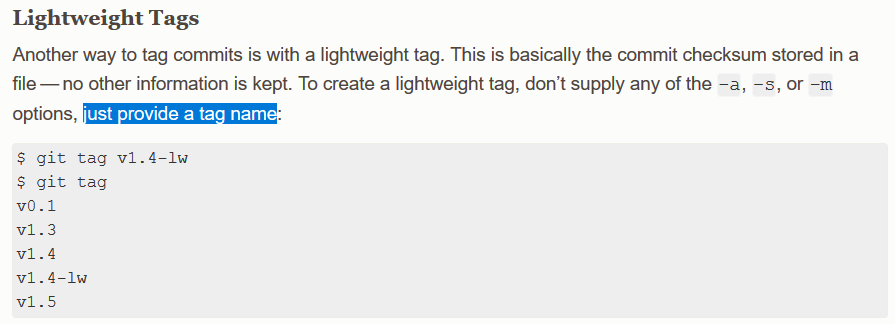 Lightweight Tags
Another way to tag commits is with a lightweight tag. This is basically the commit checksum stored in a
file — no other information is kept. To create a lightweight tag, don’t supply any of the -a, -s, or -m
options, just provide a tag name:
$ git tag v1.4-lw
$ git tag
v0.1
v1.3
v1.4
v1.4-lw
v1.5